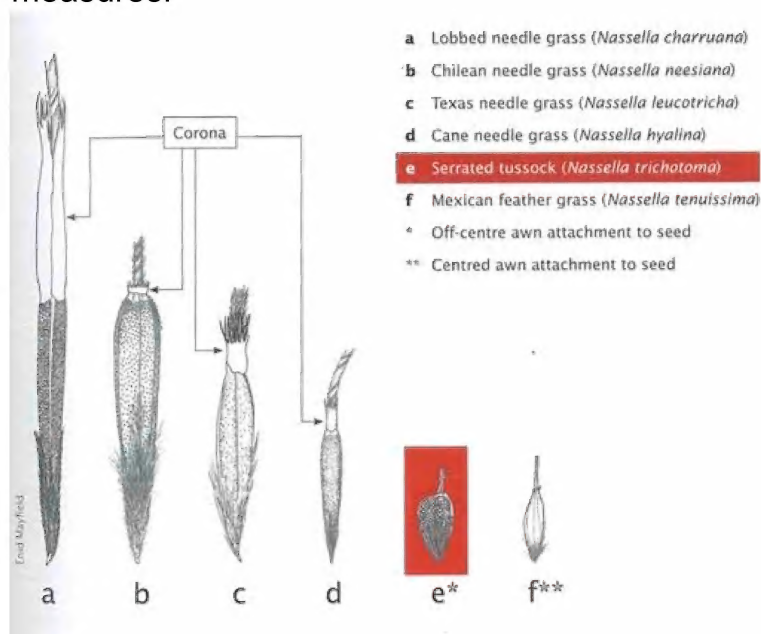 a Lobbed needle grass (Nassella charruana)
b Chilean needle grass (Nassella neesiana)
c Texas needle grass (Nassella leucotricha)
d Cane needle grass (Nassella hyalina)
e Serrated tussock (Nassella trichotoma)
f Mexican feather grass (Nassella tenuissima)
* Off-centre awn attachment to seed
** Centred awn attachment to seed
Corona
Enid Mayfield
a b c d e* f**